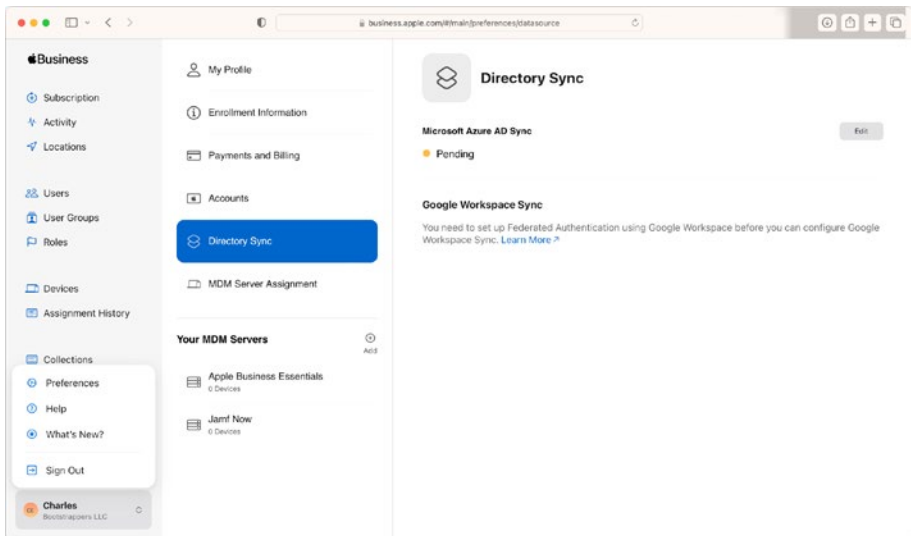 business.apple.com/#/main/preferences/datasource
Business
Subscription
Activity
Locations
Users
User Groups
Roles
Devices
Assignment History
Collections
Preferences
Help
What's New?
Sign Out
Charles
Bootstrappers LLC
My Profile
Enrollment Information
Payments and Billing
Accounts
Directory Sync
MDM Server Assignment
Your MDM Servers
Add
Apple Business Essentials
0 Devices
Jamf Now
0 Devices
Directory Sync
Microsoft Azure AD Sync
Edit
Pending
Google Workspace Sync
You need to set up Federated Authentication using Google Workspace before you can configure Google
Workspace Sync. Learn More